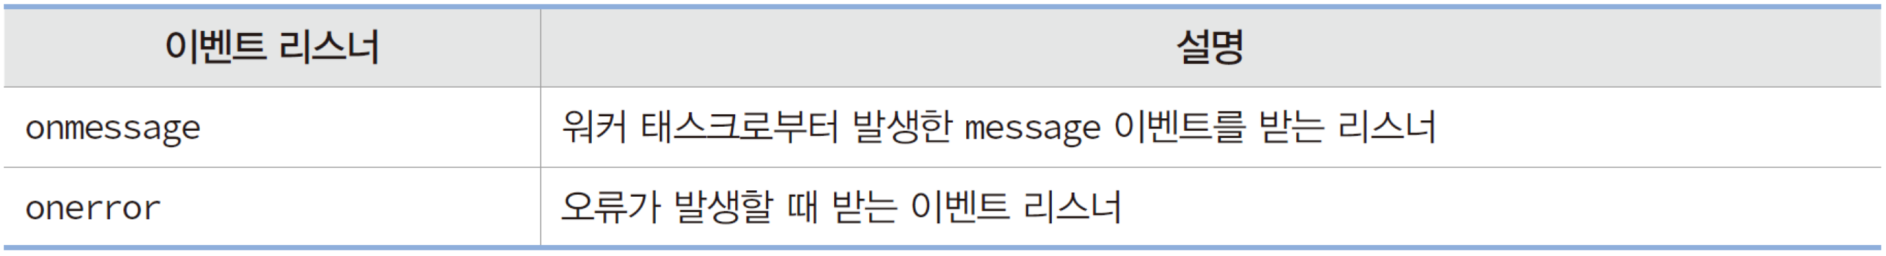 이벤트 리스너 설명
onmessage 워커 태스크로부터 발생한 message 이벤트를 받는 리스너
onerror 오류가 발생할 때 받는 이벤트 리스너